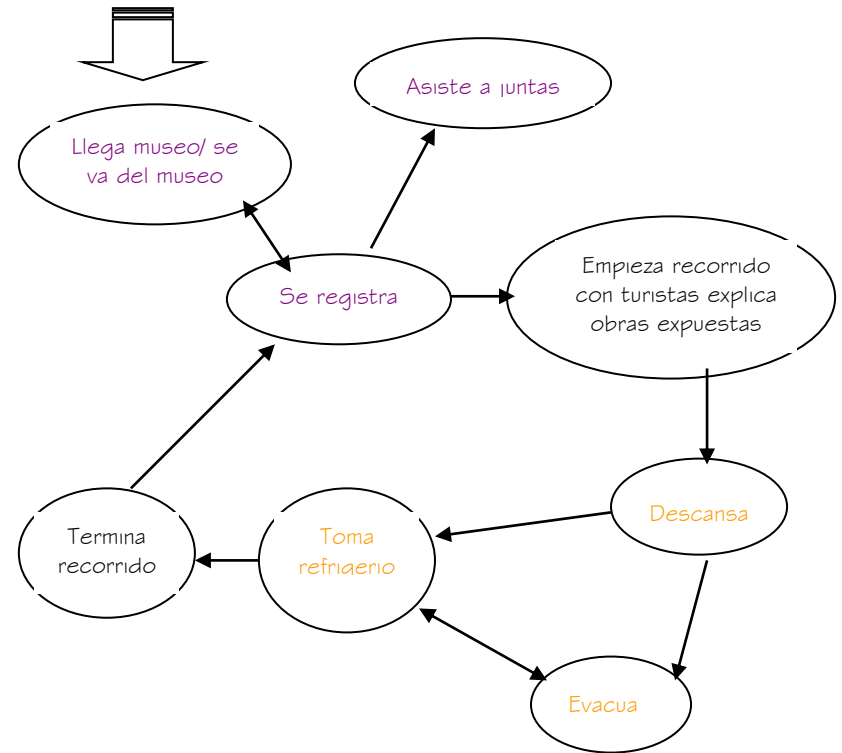 Asiste a juntas
Llega museo/ se
va del museo
Se registra
Empieza recorrido
con turistas explica
obras expuestas
Descansa
Toma
refrigerio
Termina
recorrido
Evacua